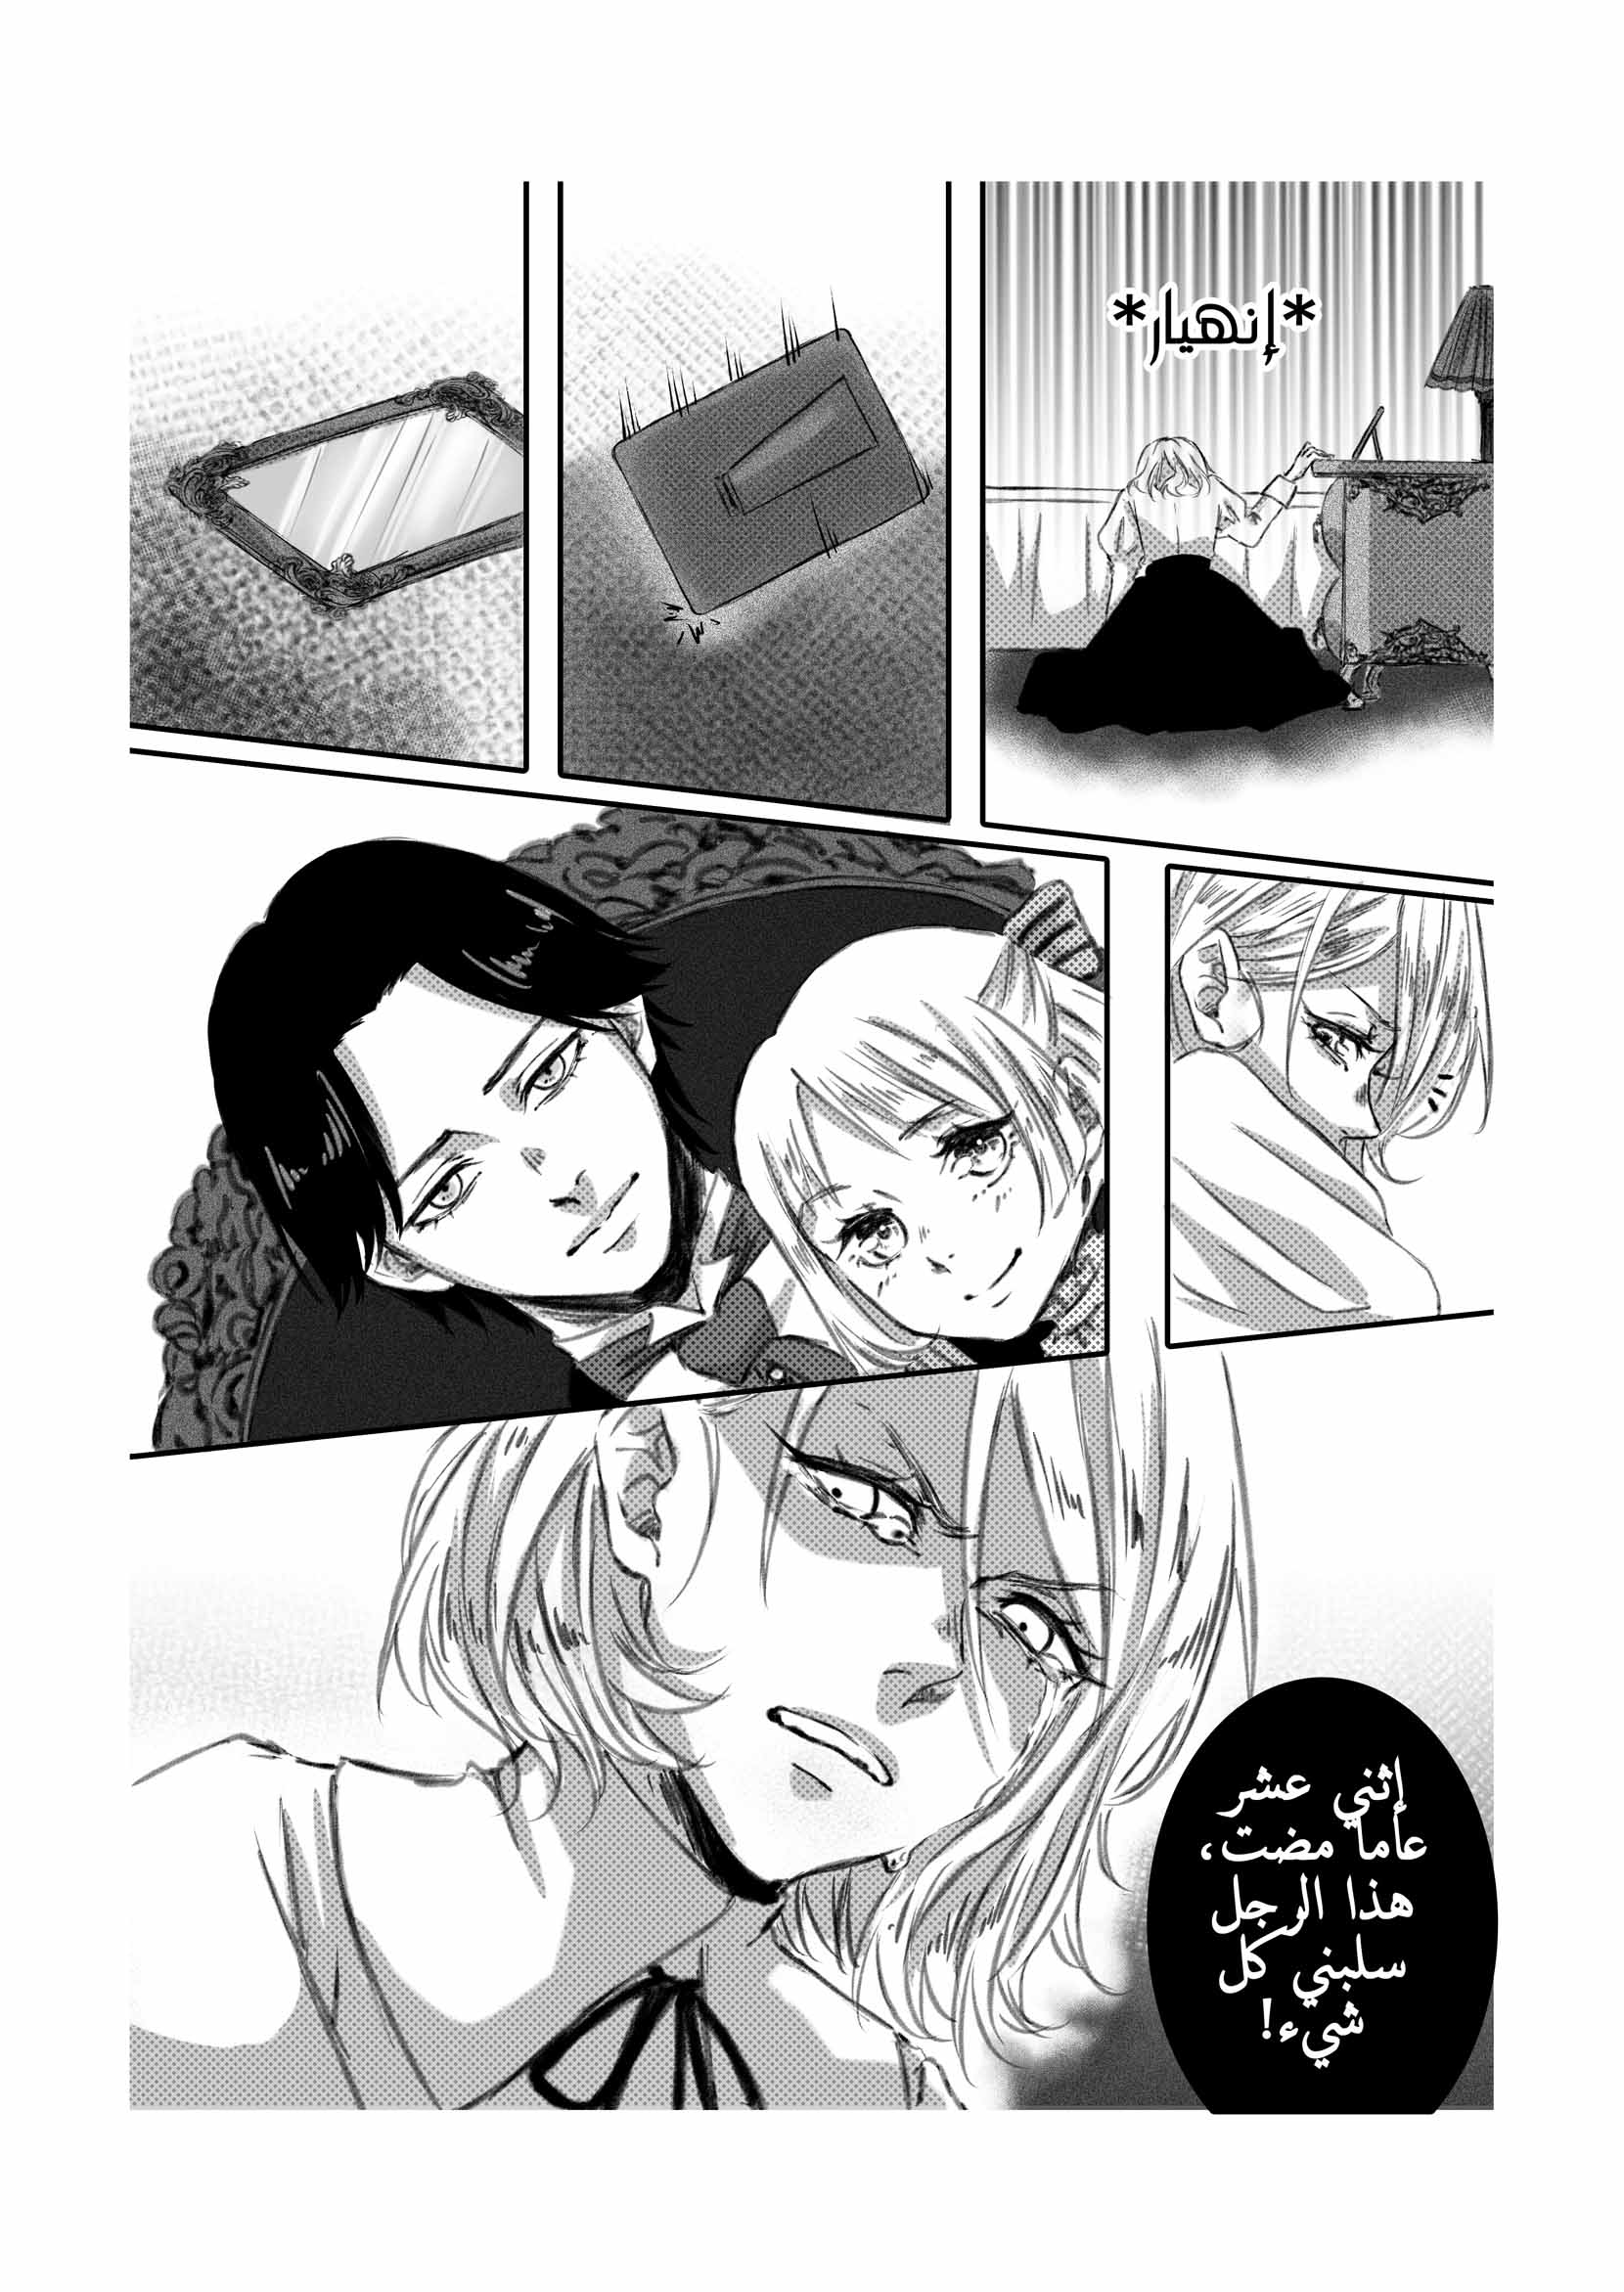 *إنهيار*
إثني عشر
عاما مضت،
هذا الرجل
سلبني كل
شيء!